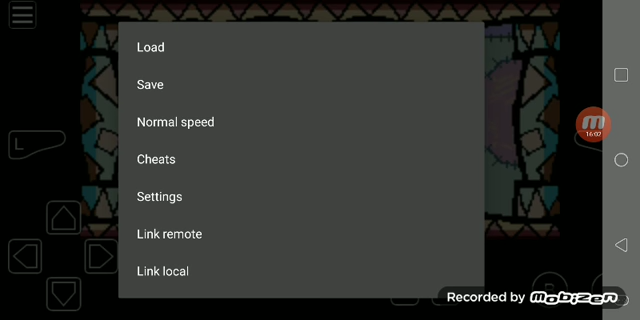 Load
Save
Normal speed
Cheats
Settings
Link remote
Link local
L
M
16:02
Recorded by Mobizen